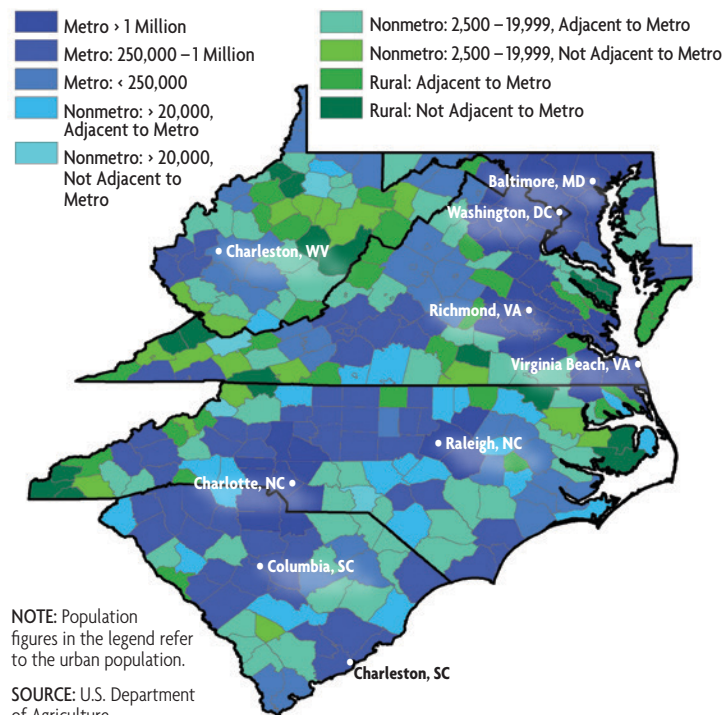 Metro › 1 Million
Metro: 250,000 – 1 Million
Metro: ‹ 250,000
Nonmetro: › 20,000,
Adjacent to Metro
Nonmetro: › 20,000,
Not Adjacent to
Metro
Nonmetro: 2,500 – 19,999, Adjacent to Metro
Nonmetro: 2,500 – 19,999, Not Adjacent to Metro
Rural: Adjacent to Metro
Rural: Not Adjacent to Metro
Baltimore, MD
Washington, DC
Charleston, WV
Richmond, VA
Virginia Beach, VA
Raleigh, NC
Charlotte, NC
Columbia, SC
Charleston, SC
NOTE: Population
figures in the legend refer
to the urban population.
SOURCE: U.S. Department
of Agriculture